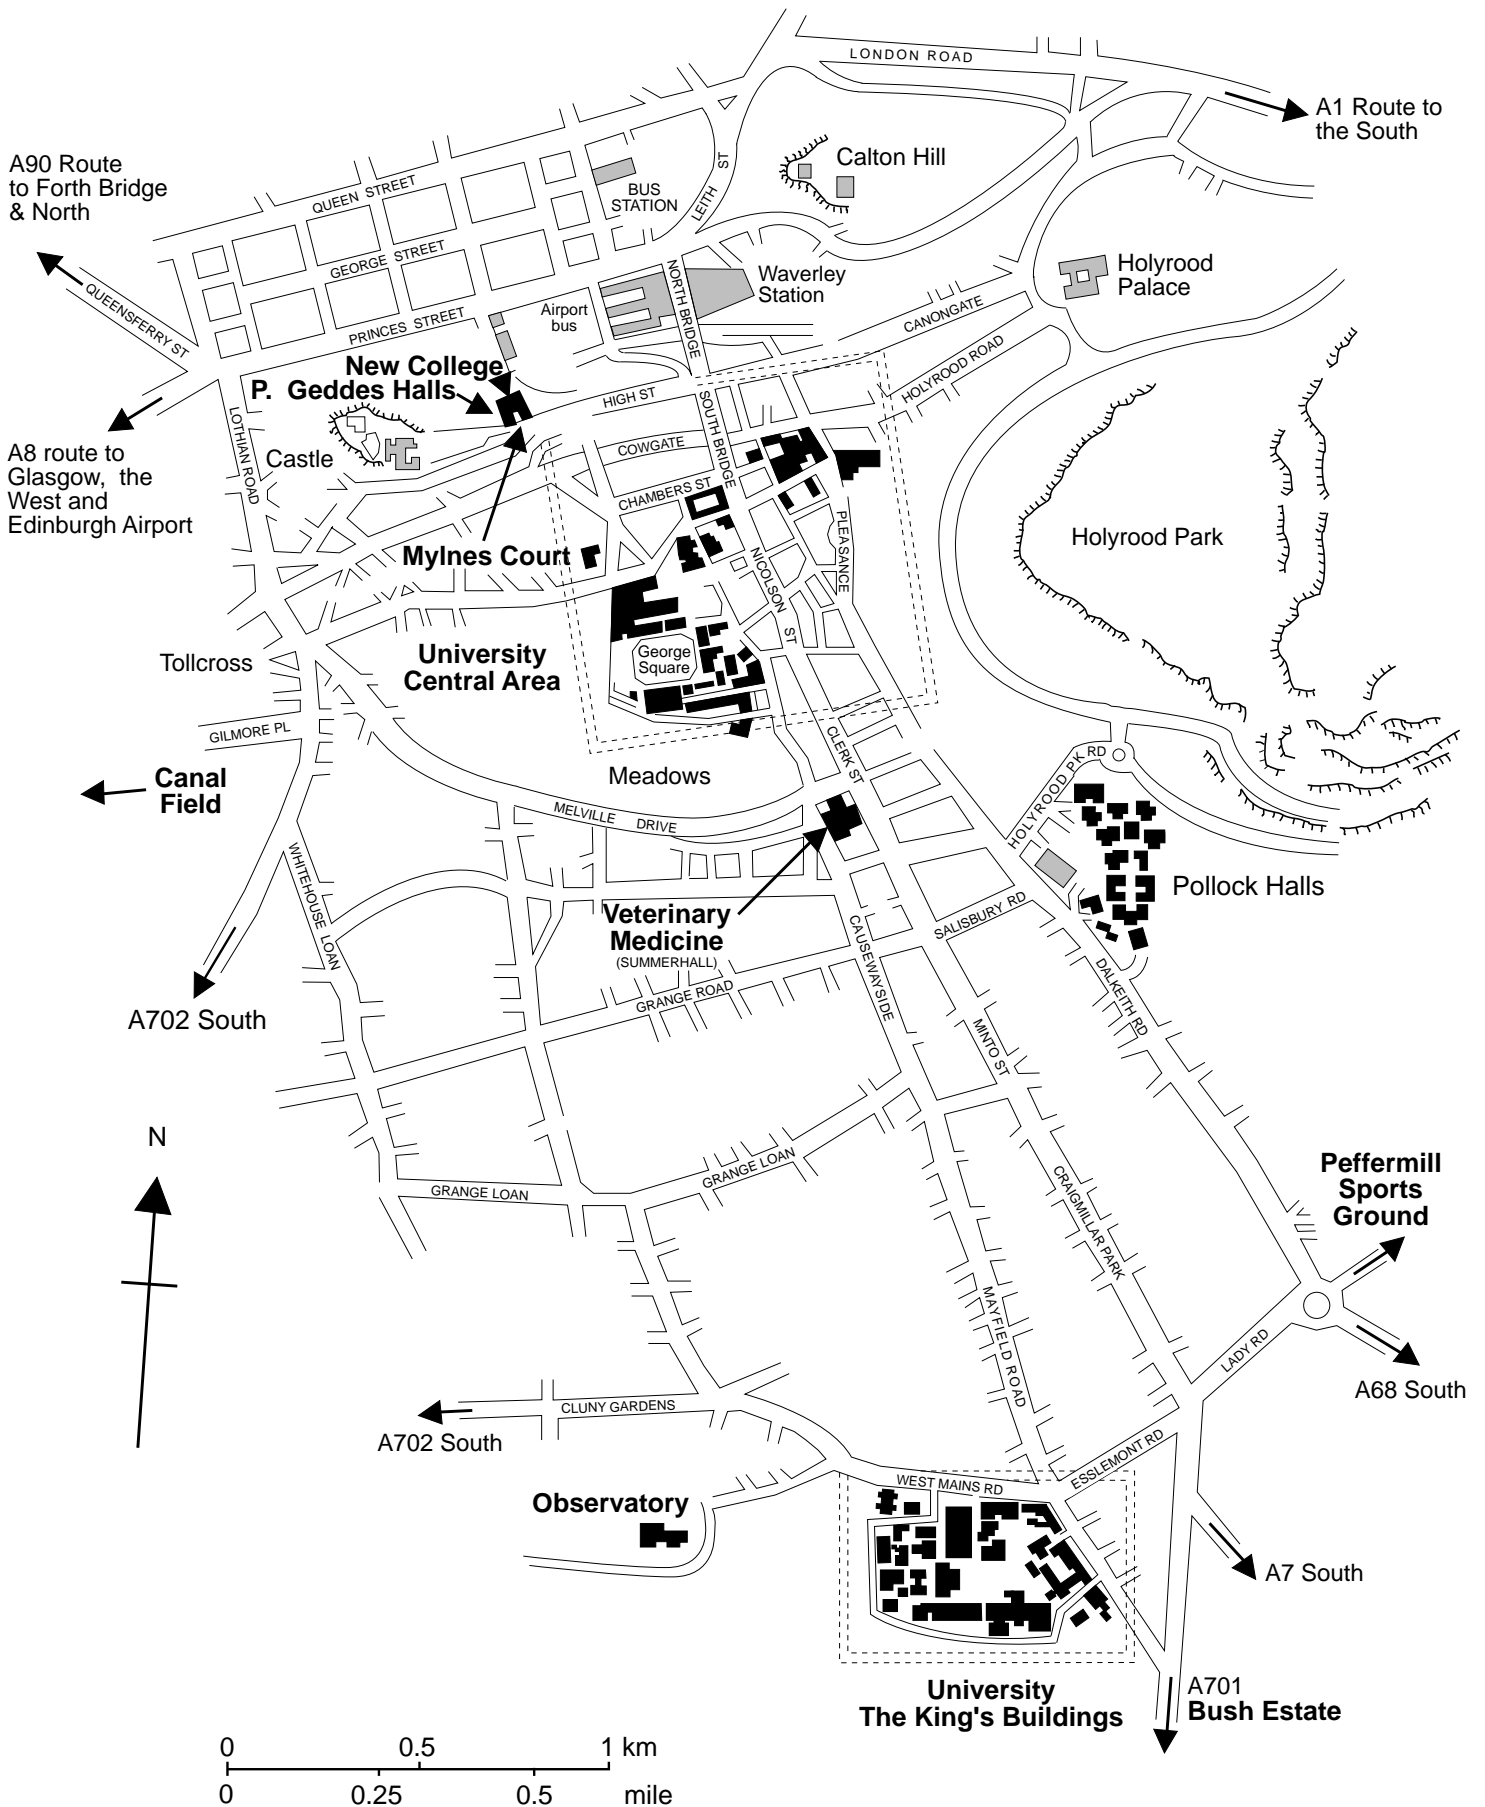 LONDON ROAD
A1 Route to
the South
A90 Route
to Forth Bridge
& North
Calton Hill
QUEEN STREET
BUS
STATION
LEITH ST
GEORGE STREET
Holyrood
Palace
Waverley
Station
NORTH BRIDGE
QUEENSFERRY ST
Airport
bus
PRINCES STREET
CANONGATE
HOLYROOD ROAD
New College
P. Geddes Halls
HIGH ST
SOUTH BRIDGE
LOTHIAN ROAD
COWGATE
A8 route to
Glasgow, the
West and
Edinburgh Airport
Castle
CHAMBERS ST
PLEASANCE
Holyrood Park
Mylnes Court
NICOLSON ST
University
Central Area
George
Square
Tollcross
GILMORE PL
CLERK ST
HOLYROOD PK RD
Canal
Field
Meadows
MELVILLE DRIVE
WHITEHOUSE LOAN
Pollock Halls
Veterinary
Medicine
(SUMMERHALL)
CAUSEWAYSIDE
SALISBURY RD
DALKEITH RD
GRANGE ROAD
A702 South
MINTO ST
N
GRANGE LOAN
GRANGE LOAN
CRAIGMILLAR PARK
Peffermill
Sports
Ground
MAYFIELD ROAD
LADY RD
A68 South
CLUNY GARDENS
A702 South
ESSLEMONT RD
WEST MAINS RD
Observatory
A7 South
University
The King's Buildings
A701
Bush Estate
0 0.5 1 km
0 0.25 0.5 mile